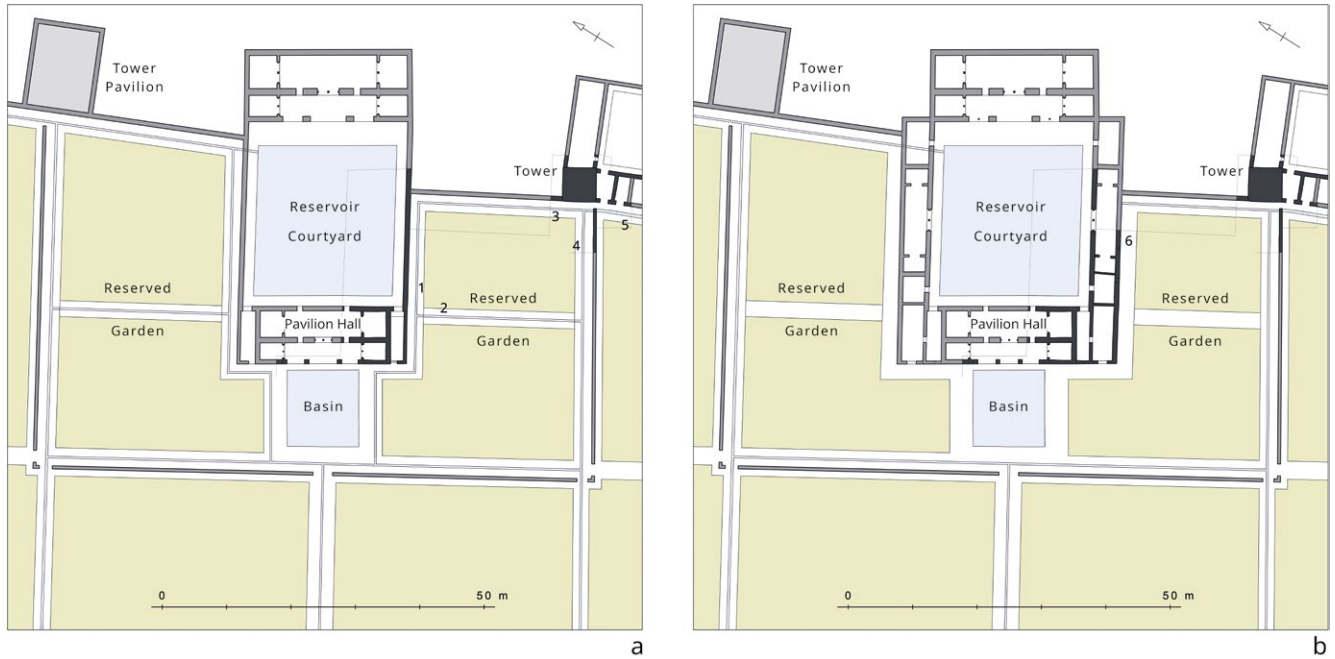 Tower
Pavilion
Tower
Reservoir
Courtyard
3
5
4
1
2
Reserved
Reserved
Pavilion Hall
Garden
Garden
Basin
0
50 m
a
Tower
Pavilion
Tower
Reservoir
Courtyard
6
Reserved
Reserved
Pavilion Hall
Garden
Garden
Basin
0
50 m
b